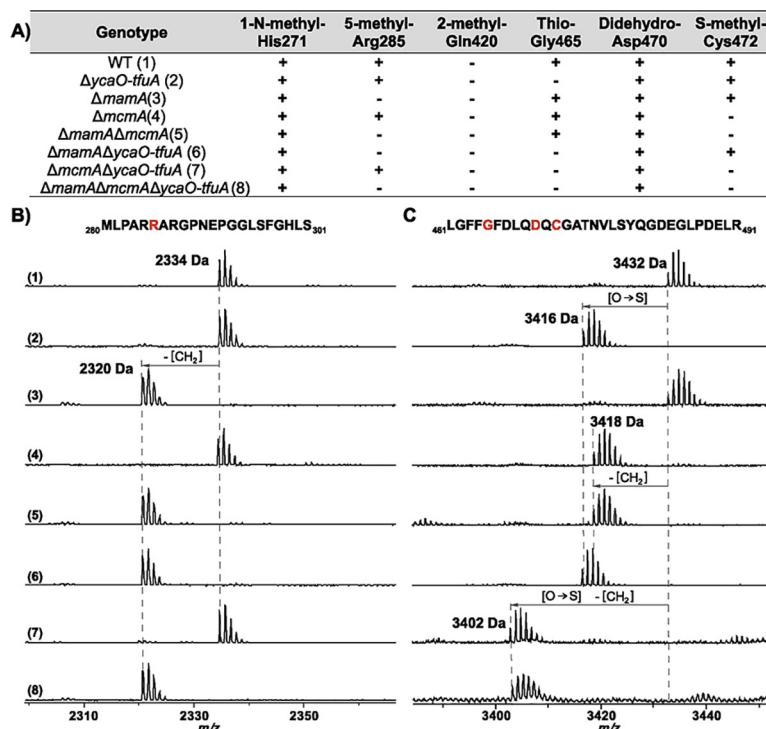 A)
Genotype 1-N-methyl-His271 5-methyl-Arg285 2-methyl-Gln420 Thio-Gly465 Didehydro-Asp470 S-methyl-Cys472
WT (1) + + - + + +
ΔycaO-tfuA (2) + + - - + +
ΔmamA(3) + - - + + +
ΔmcmA(4) + + - + + -
ΔmamAΔmcmA(5) + - - + + -
ΔmamAΔycaO-tfuA (6) + - - - + +
ΔmcmAΔycaO-tfuA (7) + + - - + -
ΔmamAΔmcmAΔycaO-tfuA(8) + - - - + -
B)
280MLPARRARGPNEPGGLSFGHLS301
2334 Da
(1)
(2)
- [CH2]
2320 Da
(3)
(4)
(5)
(6)
(7)
(8)
2310 2330 2350
m/z
C)
461LGFFGFDLQDQCGATNVLSYQGDEGLPDELR491
3432 Da
[O→S]
3416 Da
3418 Da
- [CH2]
[O→S] - [CH2]
3402 Da
3400 3420 3440
m/z